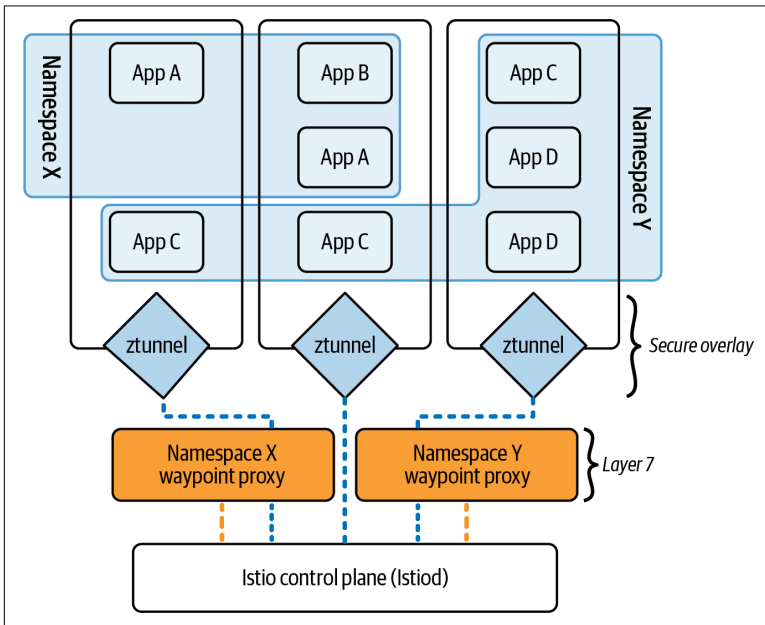 Namespace X
App A
App B
App C
App A
App D
Namespace Y
App C
App C
App D
ztunnel
ztunnel
ztunnel
Secure overlay
Namespace X
waypoint proxy
Namespace Y
waypoint proxy
Layer 7
Istio control plane (Istiod)